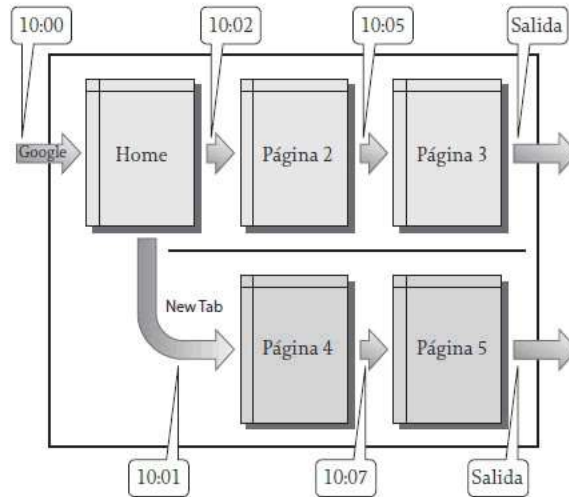 10:00
10:02
10:05
Salida
Google
Home
Página 2
Página 3
New Tab
Página 4
Página 5
10:01
10:07
Salida